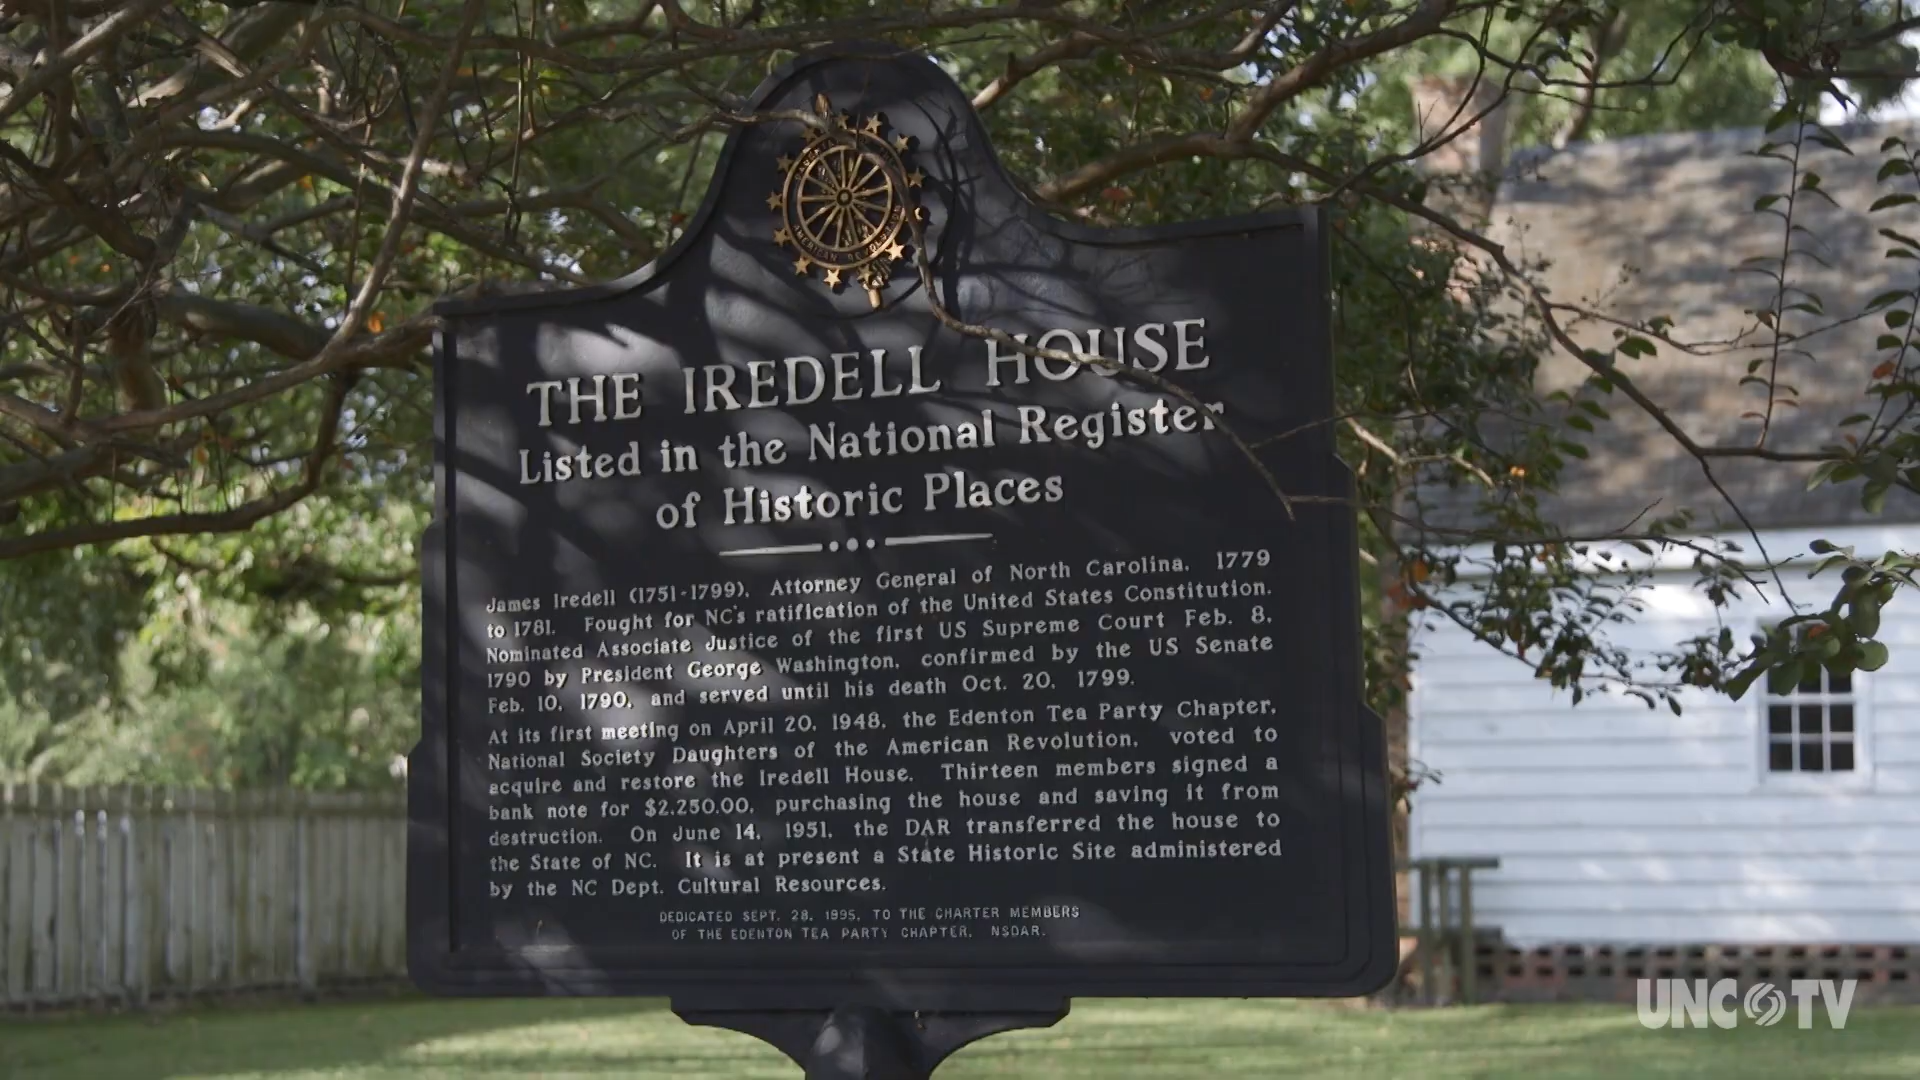 AMERICAN REVOLUTION
THE IREDELL HOUSE
Listed in the National Register
of Historic Places
James Iredell (1751-1799), Attorney General of North Carolina, 1779
to 1781. Fought for NC's ratification of the United States Constitution.
Nominated Associate Justice of the first US Supreme Court Feb. 8,
1790 by President George Washington, confirmed by the US Senate
Feb. 10, 1790, and served until his death Oct. 20, 1799.
At its first meeting on April 20, 1948, the Edenton Tea Party Chapter,
National Society Daughters of the American Revolution, voted to
acquire and restore the Iredell House. Thirteen members signed a
bank note for $2,250.00, purchasing the house and saving it from
destruction. On June 14, 1951, the DAR transferred the house to
the State of NC. It is at present a State Historic Site administered
by the NC Dept. Cultural Resources.
DEDICATED SEPT. 28, 1995, TO THE CHARTER MEMBERS
OF THE EDENTON TEA PARTY CHAPTER, NSDAR.
UNC TV